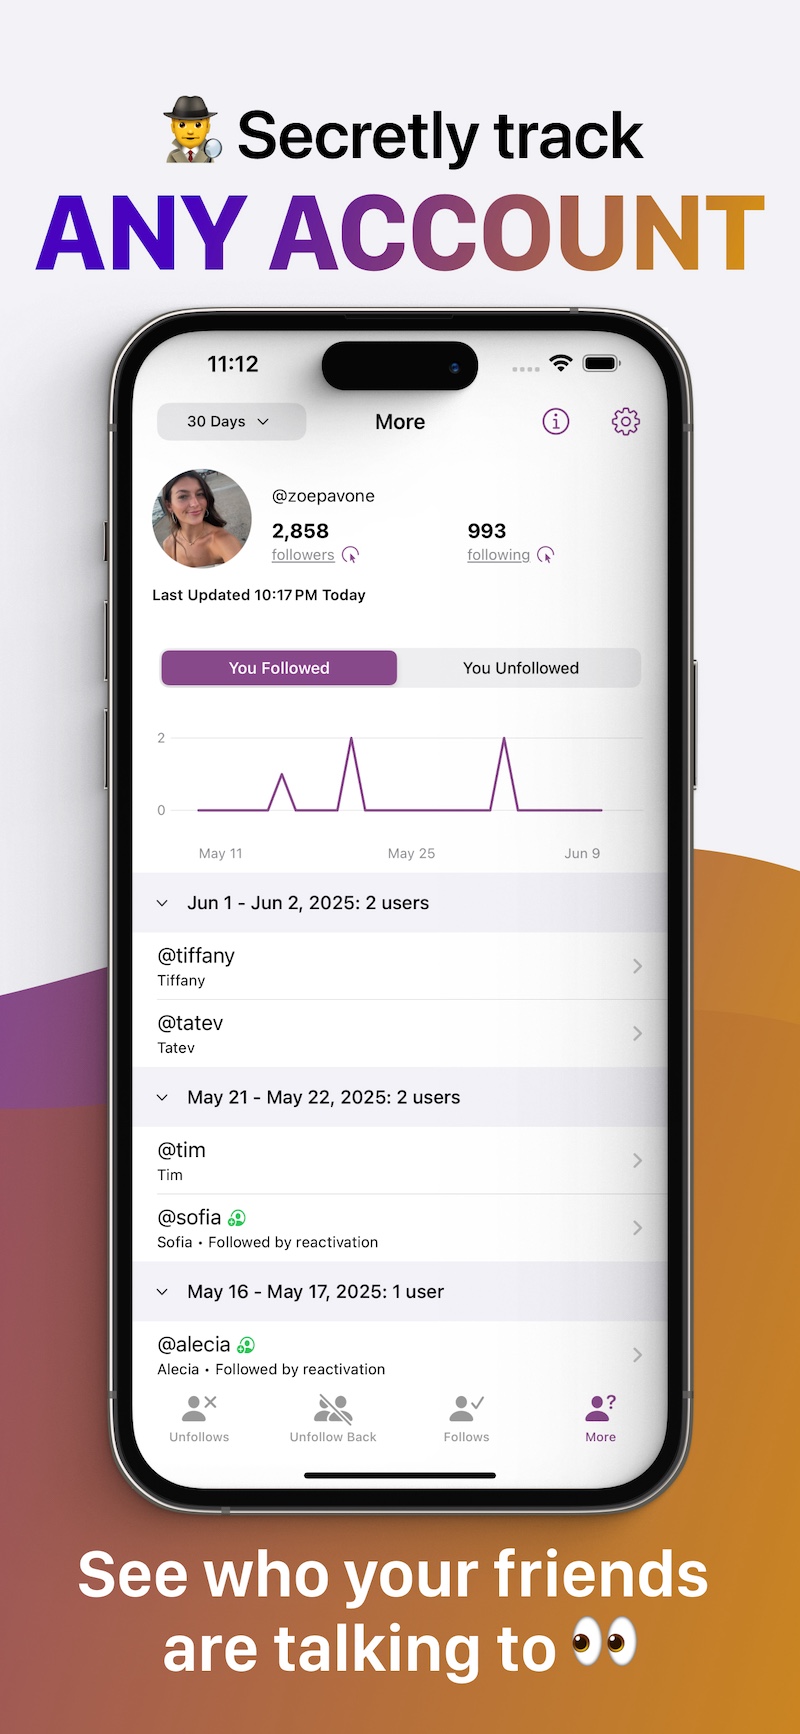 Secretly track
ANY ACCOUNT
11:12
30 Days
More
@zoepavone
2,858
993
followers
following
Last Updated 10:17 PM Today
You Followed
You Unfollowed
2
0
May 11
May 25
Jun 9
Jun 1 - Jun 2, 2025: 2 users
@tiffany
Tiffany
@tatev
Tatev
May 21 - May 22, 2025: 2 users
@tim
Tim
@sofia
Sofia • Followed by reactivation
May 16 - May 17, 2025: 1 user
@alecia
Alecia • Followed by reactivation
Unfollows
Unfollow Back
Follows
More
See who your friends
are talking to 👀